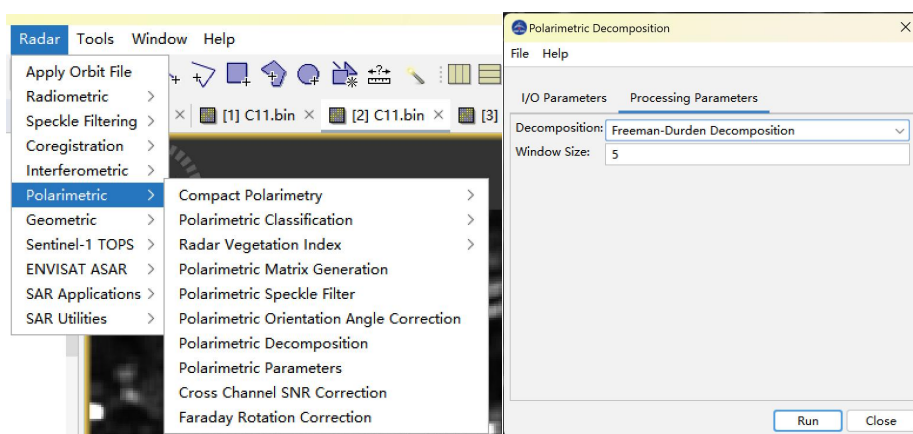 Radar Tools Window Help
Apply Orbit File
Radiometric >
Speckle Filtering >
Coregistration >
Interferometric >
Polarimetric >
Geometric >
Sentinel-1 TOPS >
ENVISAT ASAR >
SAR Applications >
SAR Utilities >
[1] C11.bin × [2] C11.bin × [3]
Compact Polarimetry >
Polarimetric Classification >
Radar Vegetation Index >
Polarimetric Matrix Generation
Polarimetric Speckle Filter
Polarimetric Orientation Angle Correction
Polarimetric Decomposition
Polarimetric Parameters
Cross Channel SNR Correction
Faraday Rotation Correction
Polarimetric Decomposition
File Help
I/O Parameters Processing Parameters
Decomposition: Freeman-Durden Decomposition
Window Size: 5
Run Close